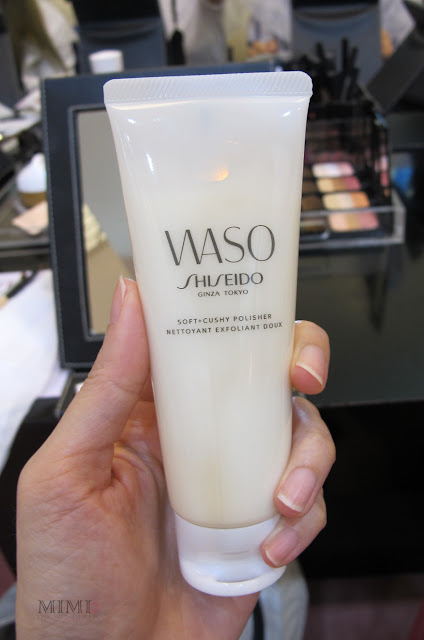 WASO
SHISEIDO
GINZA TOKYO
SOFT+CUSHY POLISHER
NETTOYANT EXFOLIANT DOUX
MIMI